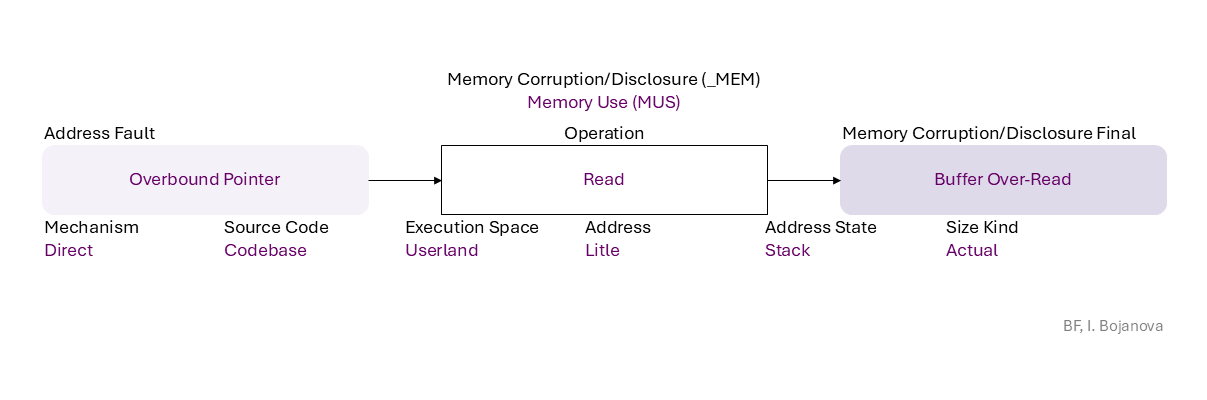 Memory Corruption/Disclosure (_MEM)
Memory Use (MUS)
Address Fault Operation Memory Corruption/Disclosure Final
Overbound Pointer Read Buffer Over-Read
Mechanism Source Code Execution Space Address Address State Size Kind
Direct Codebase Userland Litle Stack Actual
BF, I. Bojanova